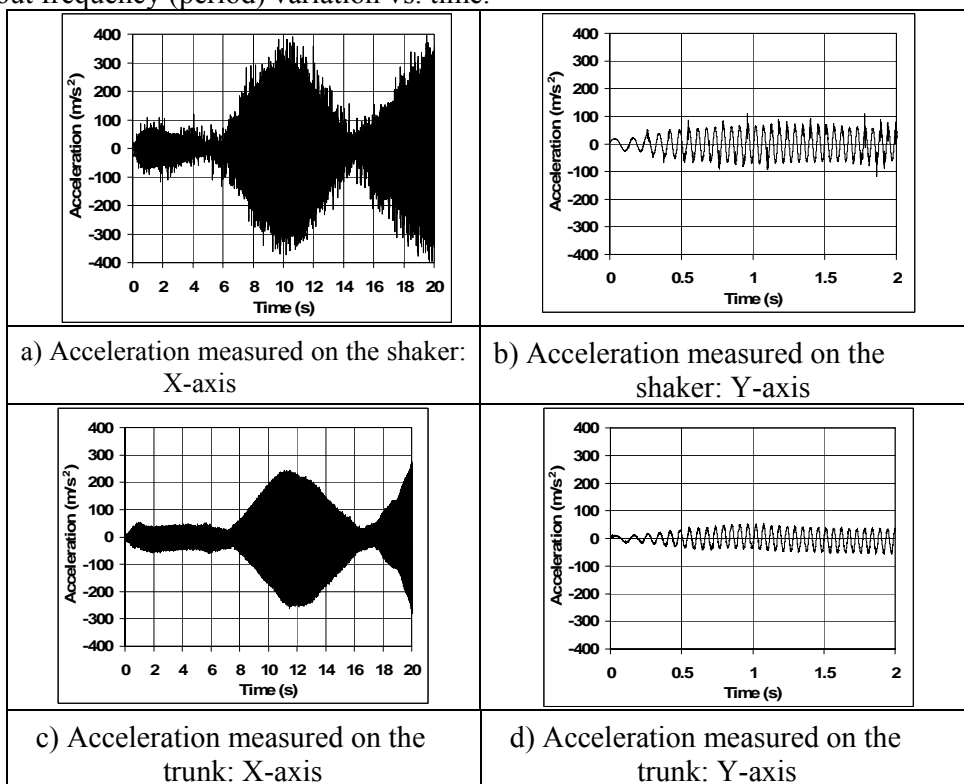 out frequency (period) variation vs. time.
400
300
200
100
0
-100
-200
-300
-400
Acceleration (m/s²)
0 2 4 6 8 10 12 14 16 18 20
Time (s)
400
300
200
100
0
-100
-200
-300
-400
Acceleration (m/s²)
0 0.5 1 1.5 2
Time (s)
a) Acceleration measured on the shaker:
X-axis
b) Acceleration measured on the
shaker: Y-axis
400
300
200
100
0
-100
-200
-300
-400
Acceleration (m/s²)
0 2 4 6 8 10 12 14 16 18 20
Time (s)
400
300
200
100
0
-100
-200
-300
-400
Acceleration (m/s²)
0 0.5 1 1.5 2
Time (s)
c) Acceleration measured on the
trunk: X-axis
d) Acceleration measured on the
trunk: Y-axis